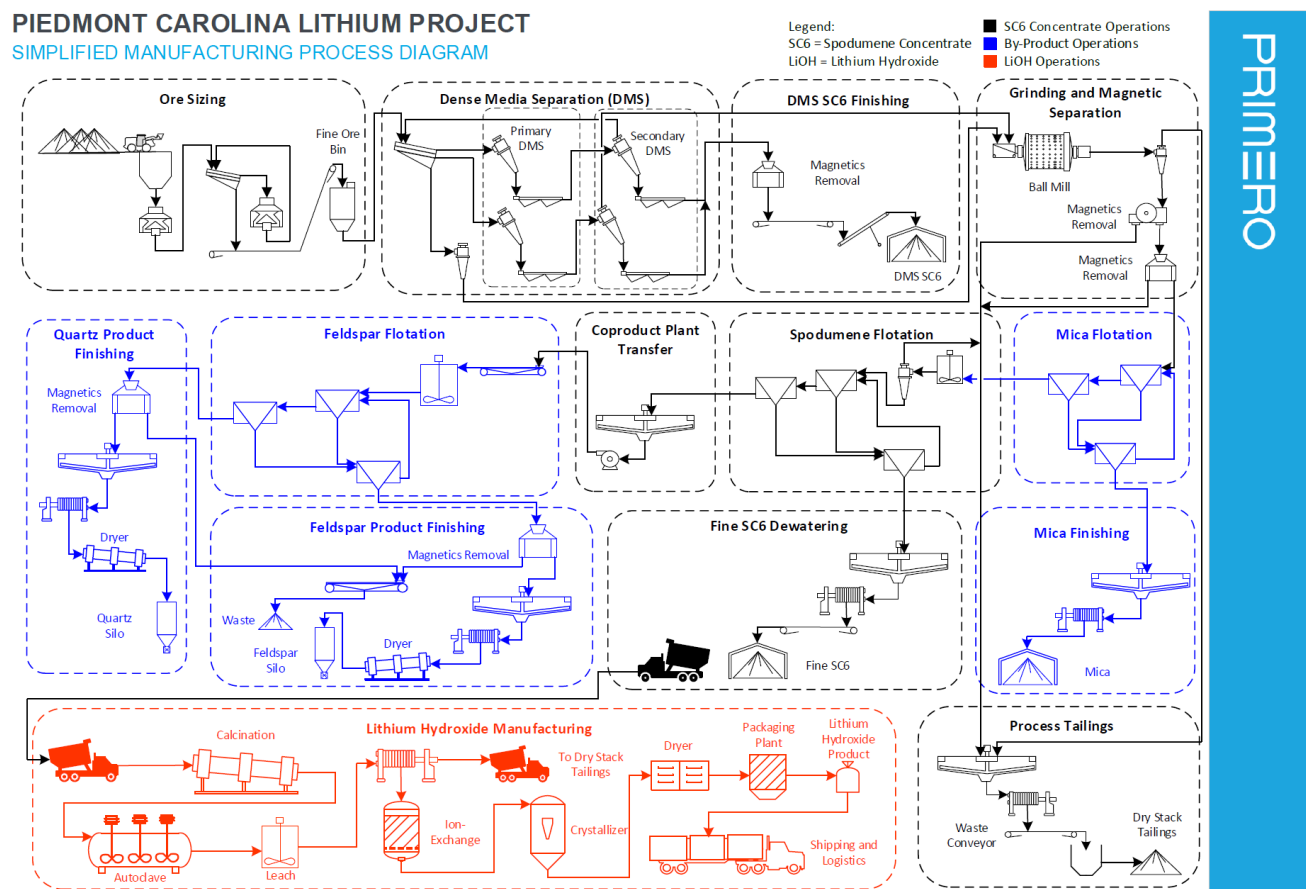 PIEDMONT CAROLINA LITHIUM PROJECT
SIMPLIFIED MANUFACTURING PROCESS DIAGRAM
Legend:
SC6 = Spodumene Concentrate
LiOH = Lithium Hydroxide
SC6 Concentrate Operations
By-Product Operations
LiOH Operations
PRIMERO
Ore Sizing
Fine Ore
Bin
Dense Media Separation (DMS)
Primary
DMS
Secondary
DMS
DMS SC6 Finishing
Magnetics
Removal
DMS SC6
Grinding and Magnetic
Separation
Ball Mill
Magnetics
Removal
Magnetics
Removal
Quartz Product
Finishing
Magnetics
Removal
Dryer
Quartz
Silo
Feldspar Flotation
Coproduct Plant
Transfer
Spodumene Flotation
Mica Flotation
Feldspar Product Finishing
Magnetics Removal
Waste
Feldspar
Silo
Dryer
Fine SC6 Dewatering
Fine SC6
Mica Finishing
Mica
Lithium Hydroxide Manufacturing
Calcination
Autoclave
Leach
To Dry Stack
Tailings
Ion-
Exchange
Crystallizer
Dryer
Packaging
Plant
Lithium
Hydroxide
Product
Shipping and
Logistics
Process Tailings
Waste
Conveyor
Dry Stack
Tailings